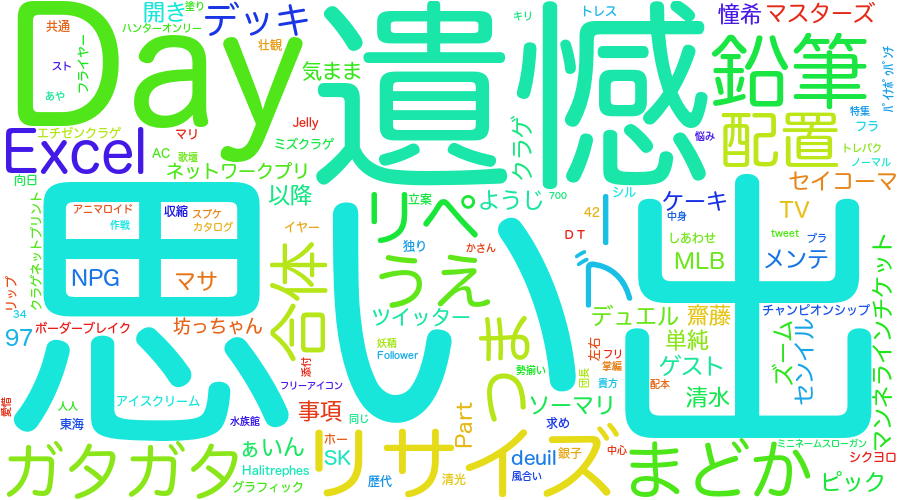 Day
遺憾
思い出
Excel
デッキ
開き
塗り
ハンターオンリー
共通
フライヤー
スト
あや
壮観
気まま
キリ
トレス
憧希
マスターズ
鉛筆
配置
特集
フラ
トレパク
ノーマル
悩み
エチゼンクラゲ
マリ
Jelly
ミズクラゲ
クラゲ
AC
歌壇
ネットワークプリ
向日
以降
リペ
立案
ようじ
700
シル
ケーキ
中身
セイコーマ
TV
42
アニマロイド
収縮
スプケ
作戦
カタログ
イヤー
クラゲネットプリント
NPG
マサ
合体
うえ
独り
かさん
DT
ブー
しあわせ
MLB
tweet
ブラ
メンテ
リップ
34
97
ボーダーブレイク
坊っちゃん
ツイッター
つま
デュエル
齋藤
チャンピオンシップ
単純
ズーム
センイル
マンネラインチケット
妖精
Follower
添付
フリーアイコン
勢揃い
左右
フリ
掌編
貴方
配本
ゲスト
清水
愛惜
人人
東海
アイスクリーム
水族館
事項
同じ
Part
ソーマリ
求め
ガタガタ
ぁいん
Halitrephes
グラフィック
ホー
SK
歴代
リサイズ
清光
deuil
銀子
風合い
中心
まどか
ミニネームスローガン
シクヨロ
ピック